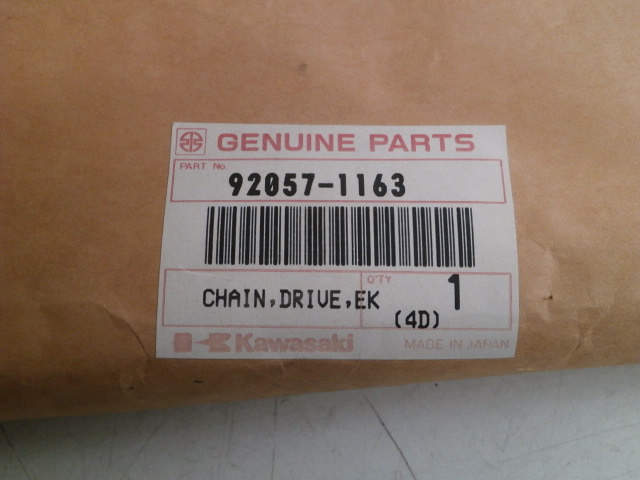 GENUINE PARTS
PART No.
92057-1163
CHAIN,DRIVE,EK
Q'TY
1
(4D)
Kawasaki
MADE IN JAPAN